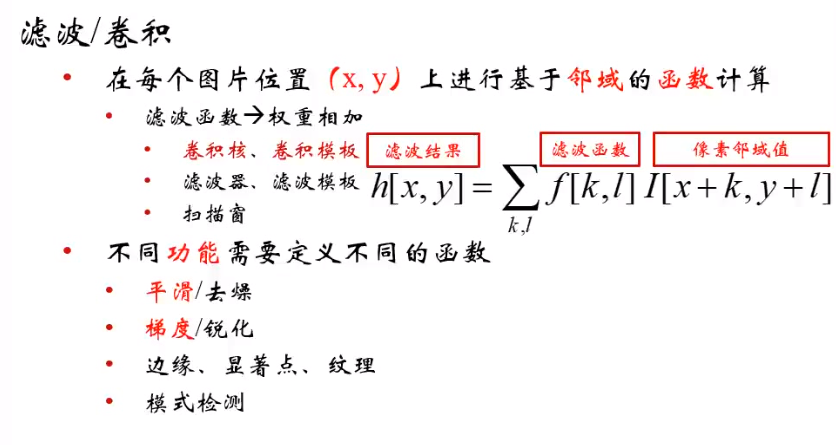 滤波/卷积
• 在每个图片位置（x, y）上进行基于邻域的函数计算
• 滤波函数→权重相加
• 卷积核、卷积模板
• 滤波器、滤波模板
• 扫描窗
滤波结果 滤波函数 像素邻域值
h[x, y] = ∑ f[k, l] I[x + k, y + l]
k,l
• 不同功能需要定义不同的函数
• 平滑/去燥
• 梯度/锐化
• 边缘、显著点、纹理
• 模式检测